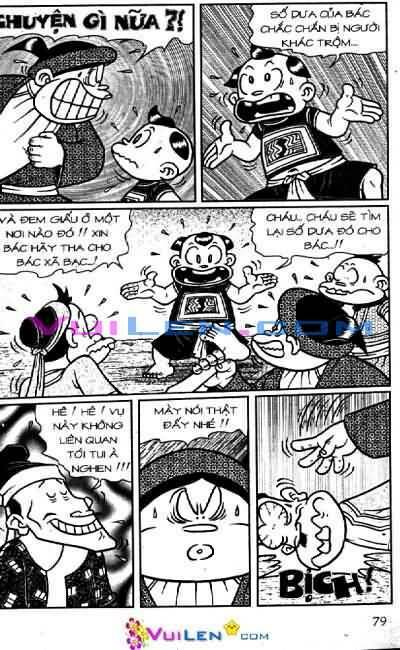 CHUYỆN GÌ NỮA ?!
SỐ DƯA CỦA BÁC
CHẮC CHẮN BỊ NGƯỜI
KHÁC TRỘM...
VÀ ĐEM GIẤU Ở MỘT
NƠI NÀO ĐÓ !! XIN
BÁC HÃY THA CHO
BÁC XÃ BẠC...!
CHÁU.. CHÁU SẼ TÌM
LẠI SỐ DƯA ĐÓ CHO
BÁC...!!
VuiLen.com
HÊ ! HÊ ! VỤ
NÀY KHÔNG
LIÊN QUAN
TỚI TUI À
NGHEN !!!
MÀY NÓI THẬT
ĐẤY NHÉ !!
BỊCH!
79
VuiLen.com